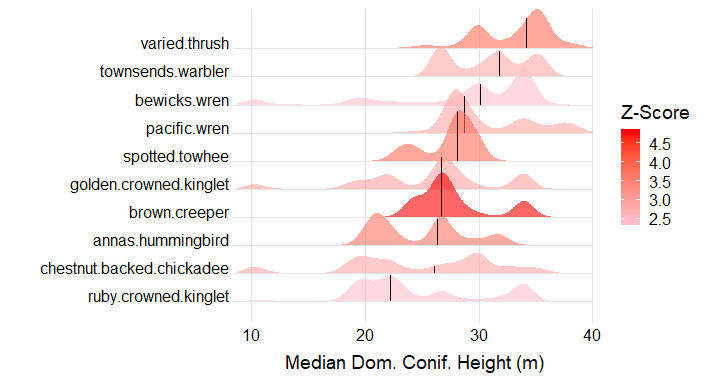 varied.thrush
townsends.warbler
bewicks.wren
pacific.wren
spotted.towhee
golden.crowned.kinglet
brown.creeper
annas.hummingbird
chestnut.backed.chickadee
ruby.crowned.kinglet
10 20 30 40
Median Dom. Conif. Height (m)
Z-Score
4.5
4.0
3.5
3.0
2.5